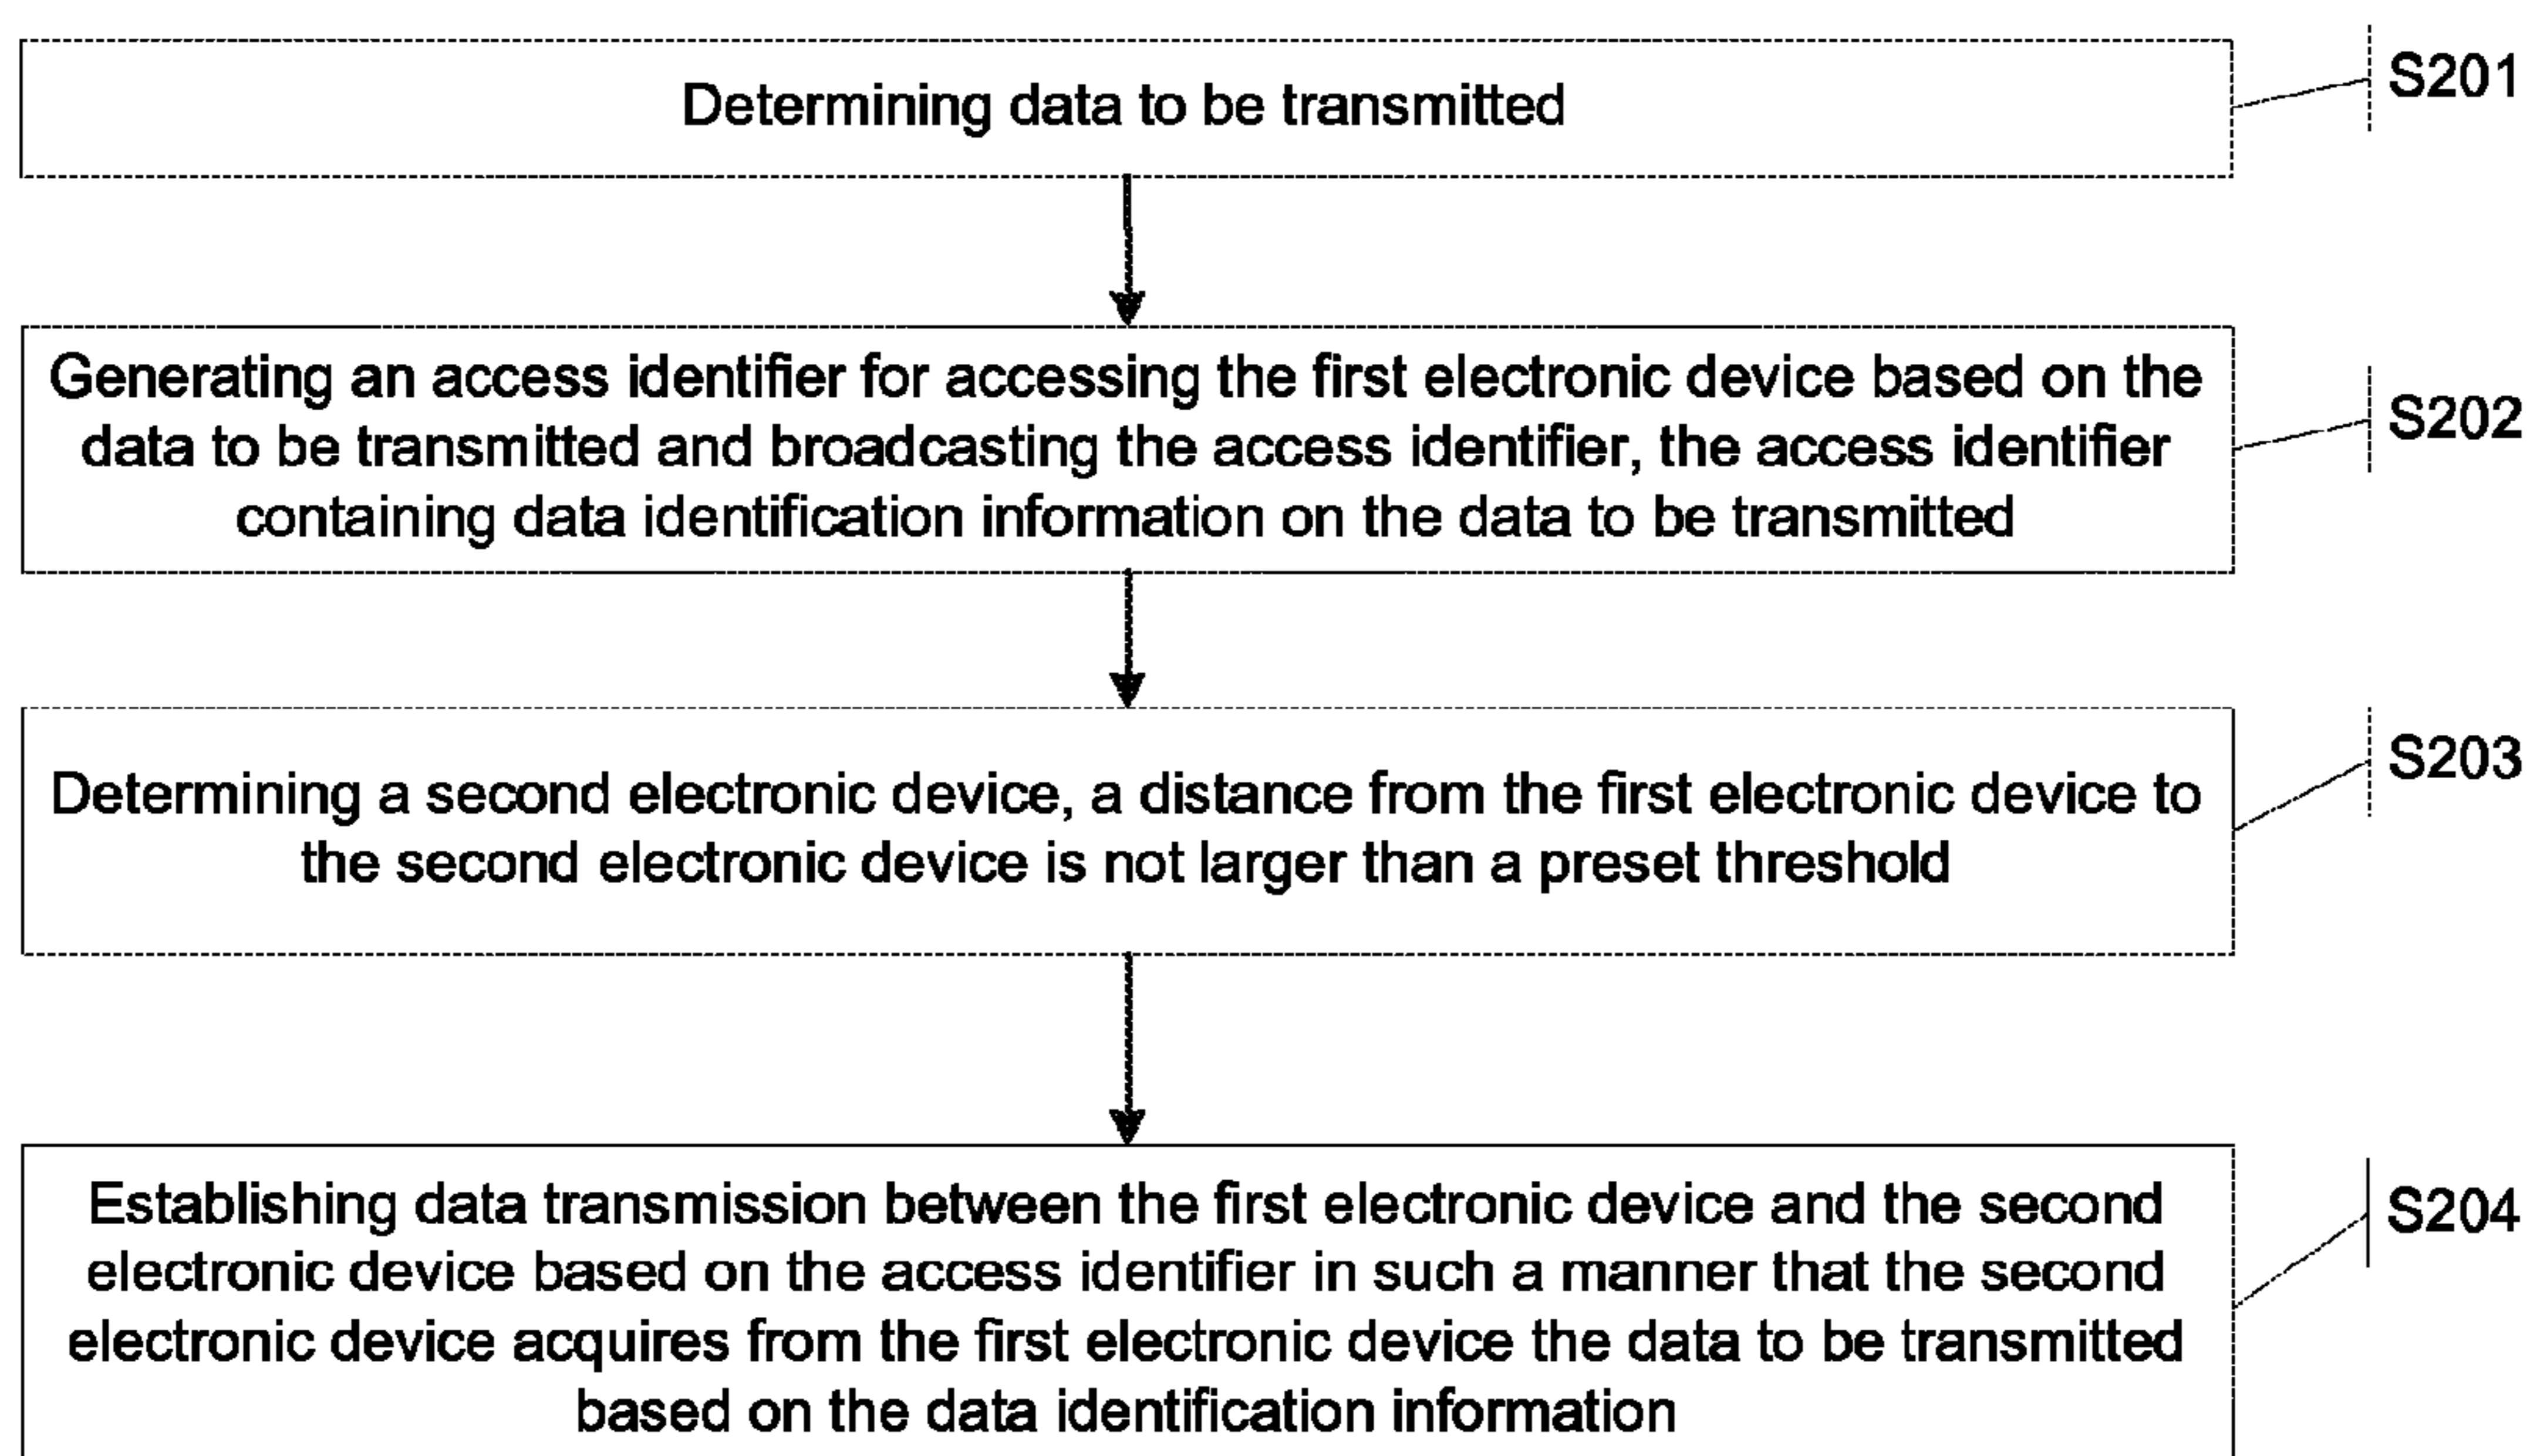 Determining data to be transmitted
S201
Generating an access identifier for accessing the first electronic device based on the
data to be transmitted and broadcasting the access identifier, the access identifier
containing data identification information on the data to be transmitted
S202
Determining a second electronic device, a distance from the first electronic device to
the second electronic device is not larger than a preset threshold
S203
Establishing data transmission between the first electronic device and the second
electronic device based on the access identifier in such a manner that the second
electronic device acquires from the first electronic device the data to be transmitted
based on the data identification information
S204